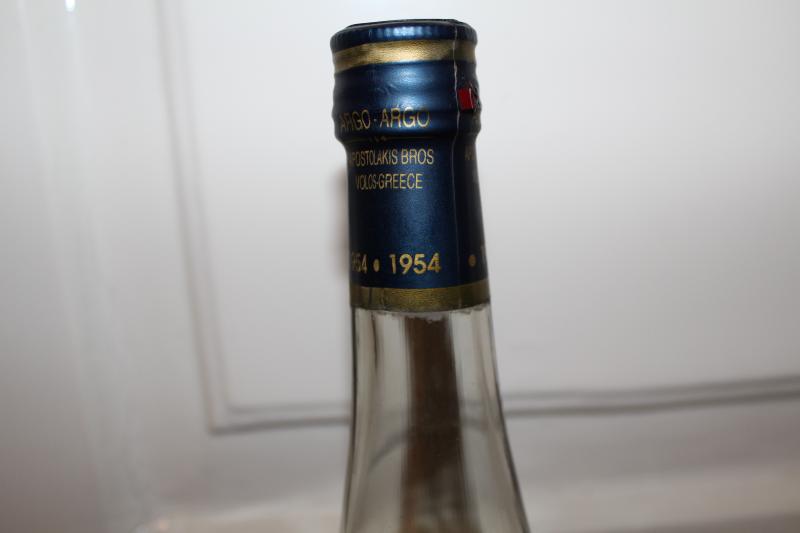 ARGO · ARGO
APOSTOLAKIS BROS
VOLOS-GREECE
1954 • 1954 •